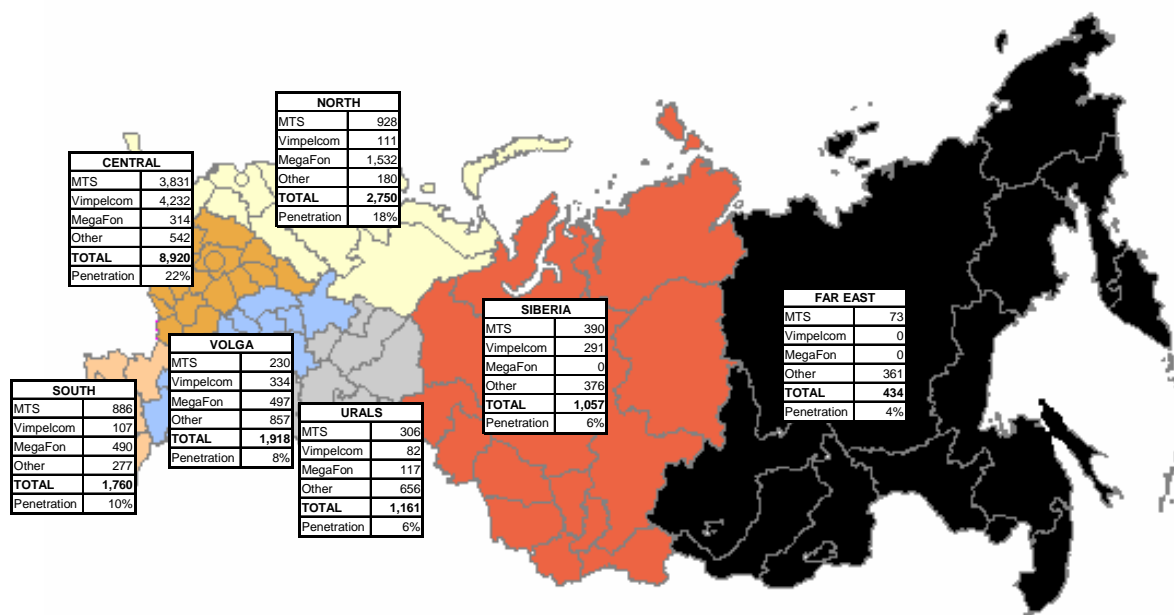 NORTH
MTS 928
Vimpelcom 111
MegaFon 1,532
Other 180
TOTAL 2,750
Penetration 18%
CENTRAL
MTS 3,831
Vimpelcom 4,232
MegaFon 314
Other 542
TOTAL 8,920
Penetration 22%
SIBERIA
MTS 390
Vimpelcom 291
MegaFon 0
Other 376
TOTAL 1,057
Penetration 6%
FAR EAST
MTS 73
Vimpelcom 0
MegaFon 0
Other 361
TOTAL 434
Penetration 4%
VOLGA
MTS 230
Vimpelcom 334
MegaFon 497
Other 857
TOTAL 1,918
Penetration 8%
SOUTH
MTS 886
Vimpelcom 107
MegaFon 490
Other 277
TOTAL 1,760
Penetration 10%
URALS
MTS 306
Vimpelcom 82
MegaFon 117
Other 656
TOTAL 1,161
Penetration 6%